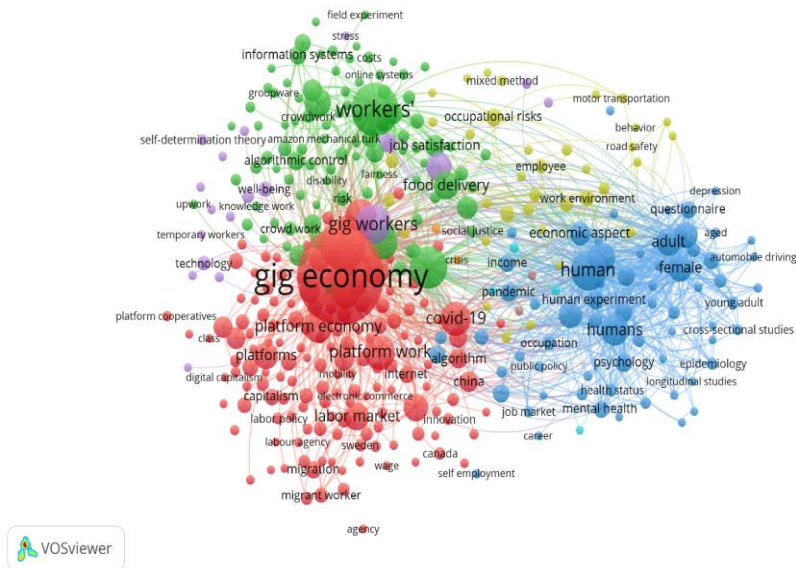 field experiment
stress
information systems
costs
online systems
mixed method
groupware
motor transportation
workers'
crowdwork
occupational risks
behavior
self-determination theory
amazon mechanical turk
job satisfaction
road safety
algorithmic control
fairness
employee
disability
food delivery
well-being
depression
upwork
knowledge work
risk
work environment
questionnaire
temporary workers
gig workers
social justice
economic aspect
aged
crowd work
adult
technology
crisis
income
human
female
automobile driving
gig economy
pandemic
human experiment
young adult
platform cooperatives
platform economy
covid-19
humans
cross-sectional studies
class
platforms
platform work
algorithm
occupation
public policy
psychology
epidemiology
digital capitalism
mobility
internet
china
longitudinal studies
capitalism
electronic commerce
health status
labor policy
labor market
innovation
job market
mental health
labour agency
sweden
canada
career
migration
wage
self employment
migrant worker
agency
VOSviewer